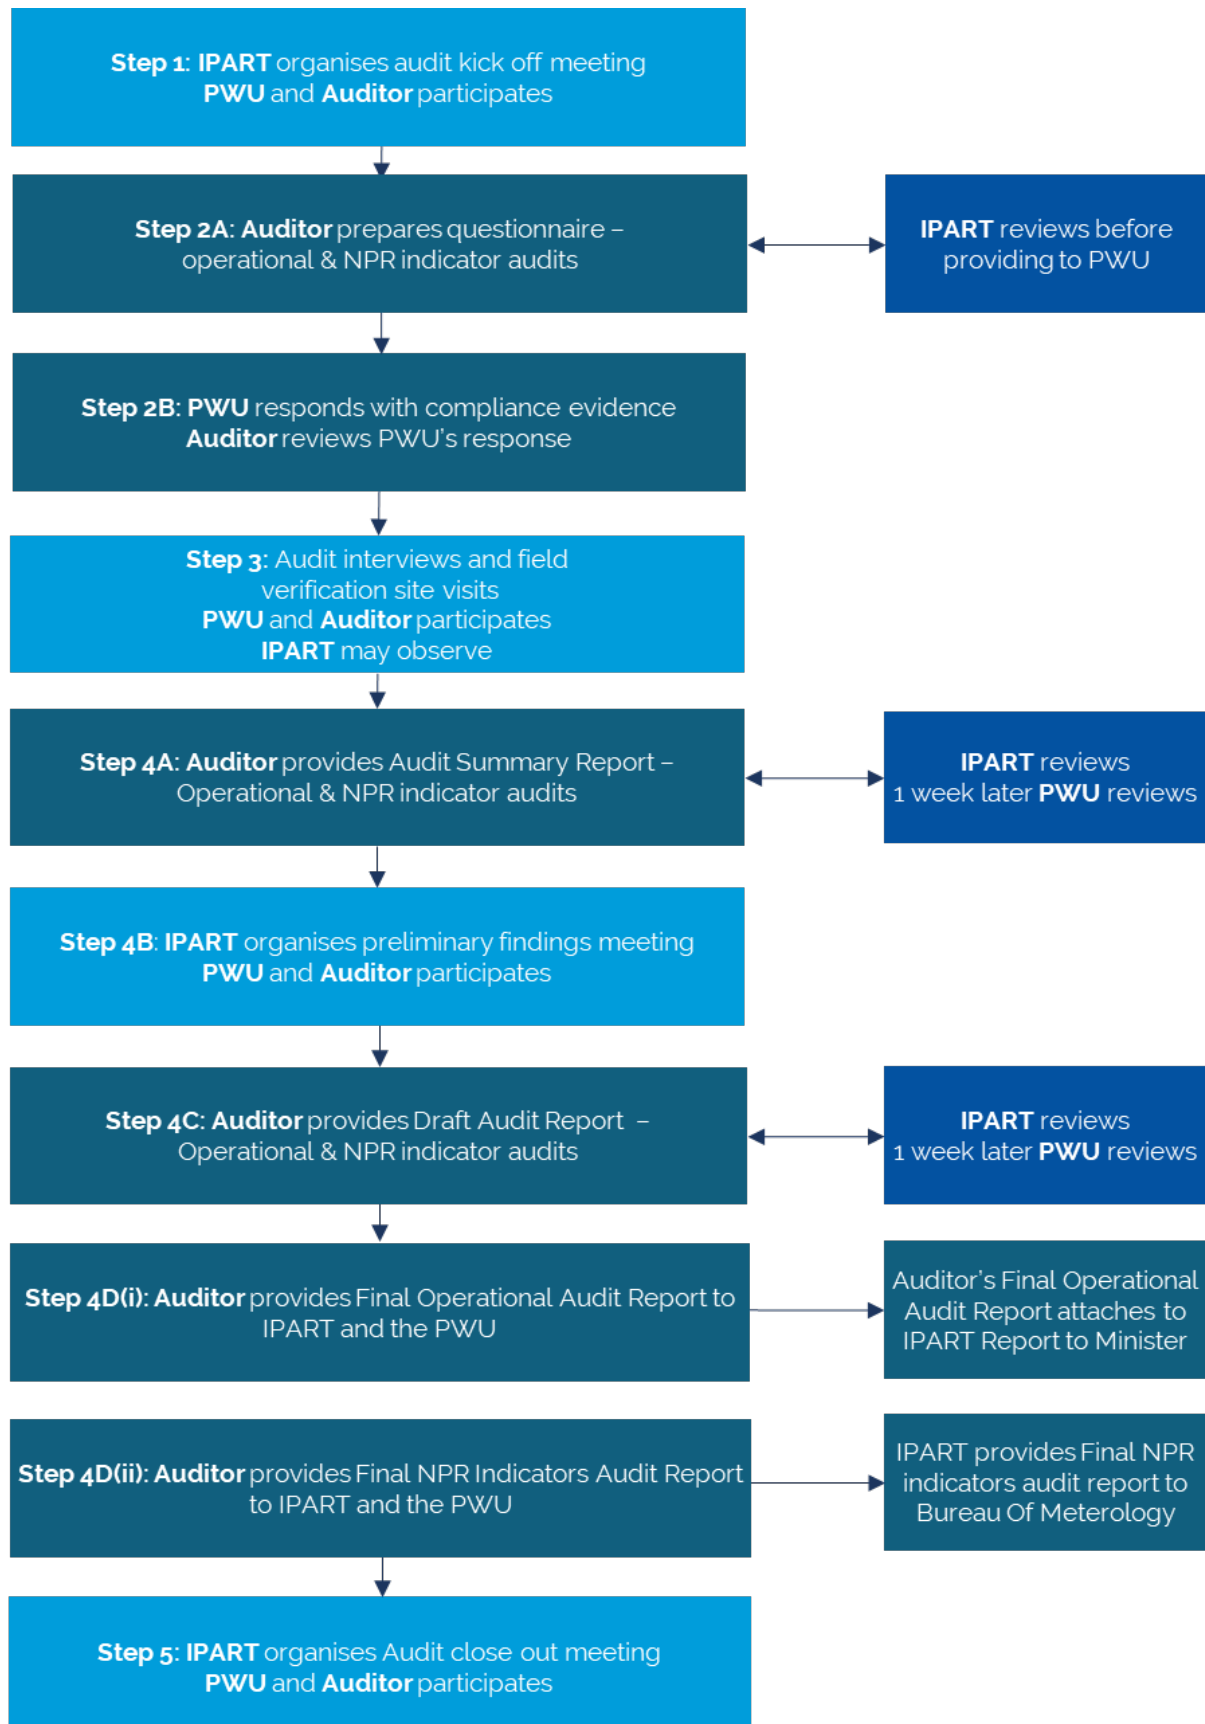 Step 1: IPART organises audit kick off meeting
PWU and Auditor participates
Step 2A: Auditor prepares questionnaire –
operational & NPR indicator audits
IPART reviews before
providing to PWU
Step 2B: PWU responds with compliance evidence
Auditor reviews PWU's response
Step 3: Audit interviews and field
verification site visits
PWU and Auditor participates
IPART may observe
Step 4A: Auditor provides Audit Summary Report –
Operational & NPR indicator audits
IPART reviews
1 week later PWU reviews
Step 4B: IPART organises preliminary findings meeting
PWU and Auditor participates
Step 4C: Auditor provides Draft Audit Report –
Operational & NPR indicator audits
IPART reviews
1 week later PWU reviews
Step 4D(i): Auditor provides Final Operational Audit Report to
IPART and the PWU
Auditor's Final Operational
Audit Report attaches to
IPART Report to Minister
Step 4D(ii): Auditor provides Final NPR Indicators Audit Report
to IPART and the PWU
IPART provides Final NPR
indicators audit report to
Bureau Of Meterology
Step 5: IPART organises Audit close out meeting
PWU and Auditor participates